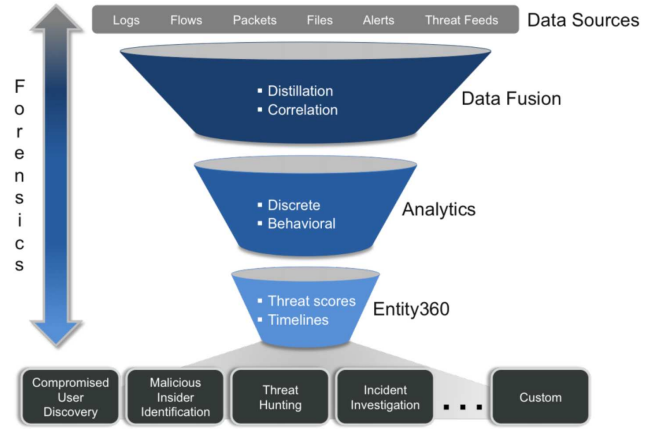 Logs Flows Packets Files Alerts Threat Feeds Data Sources
Forensics
Distillation
Correlation
Data Fusion
Discrete
Behavioral
Analytics
Threat scores
Timelines
Entity360
Compromised
User
Discovery
Malicious
Insider
Identification
Threat
Hunting
Incident
Investigation
...
Custom